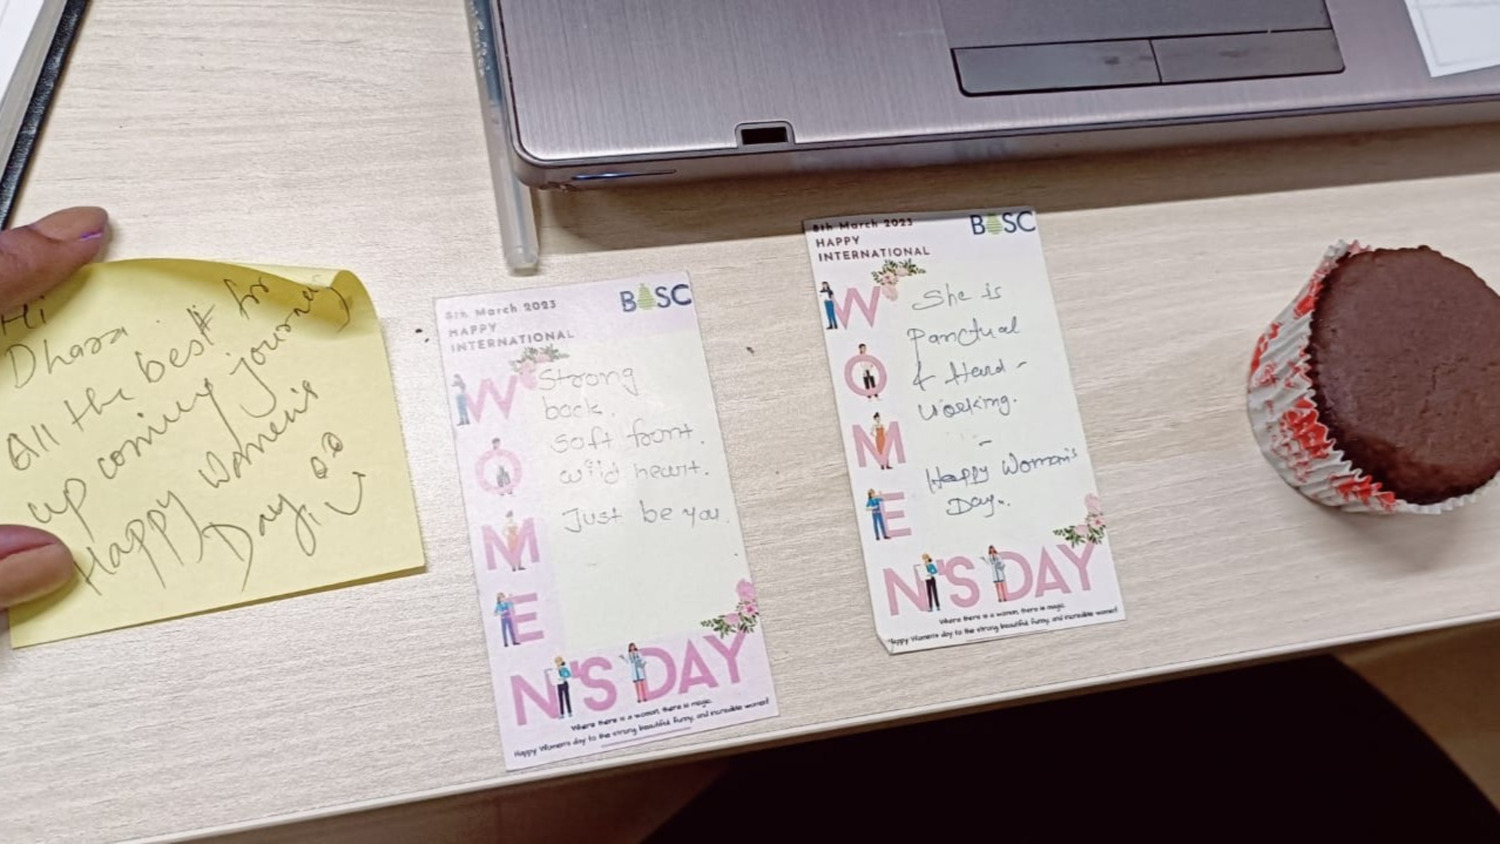 Hi
Dhara
All the best for
up coming journey
Happy Women's
Day!
8th March 2023
BOSC
HAPPY
INTERNATIONAL
WOMEN'S DAY
Strong
back.
Soft front.
wild heart.
Just be you.
Where there is a woman, there is magic.
Happy Women's day to the strong, beautiful, funny, and incredible women!
8th March 2023
BOSC
HAPPY
INTERNATIONAL
WOMEN'S DAY
She is
Panctual
& Hard-
working.
-
Happy Woman's
Day..
Where there is a woman, there is magic.
Happy Women's day to the strong, beautiful, funny, and incredible women!